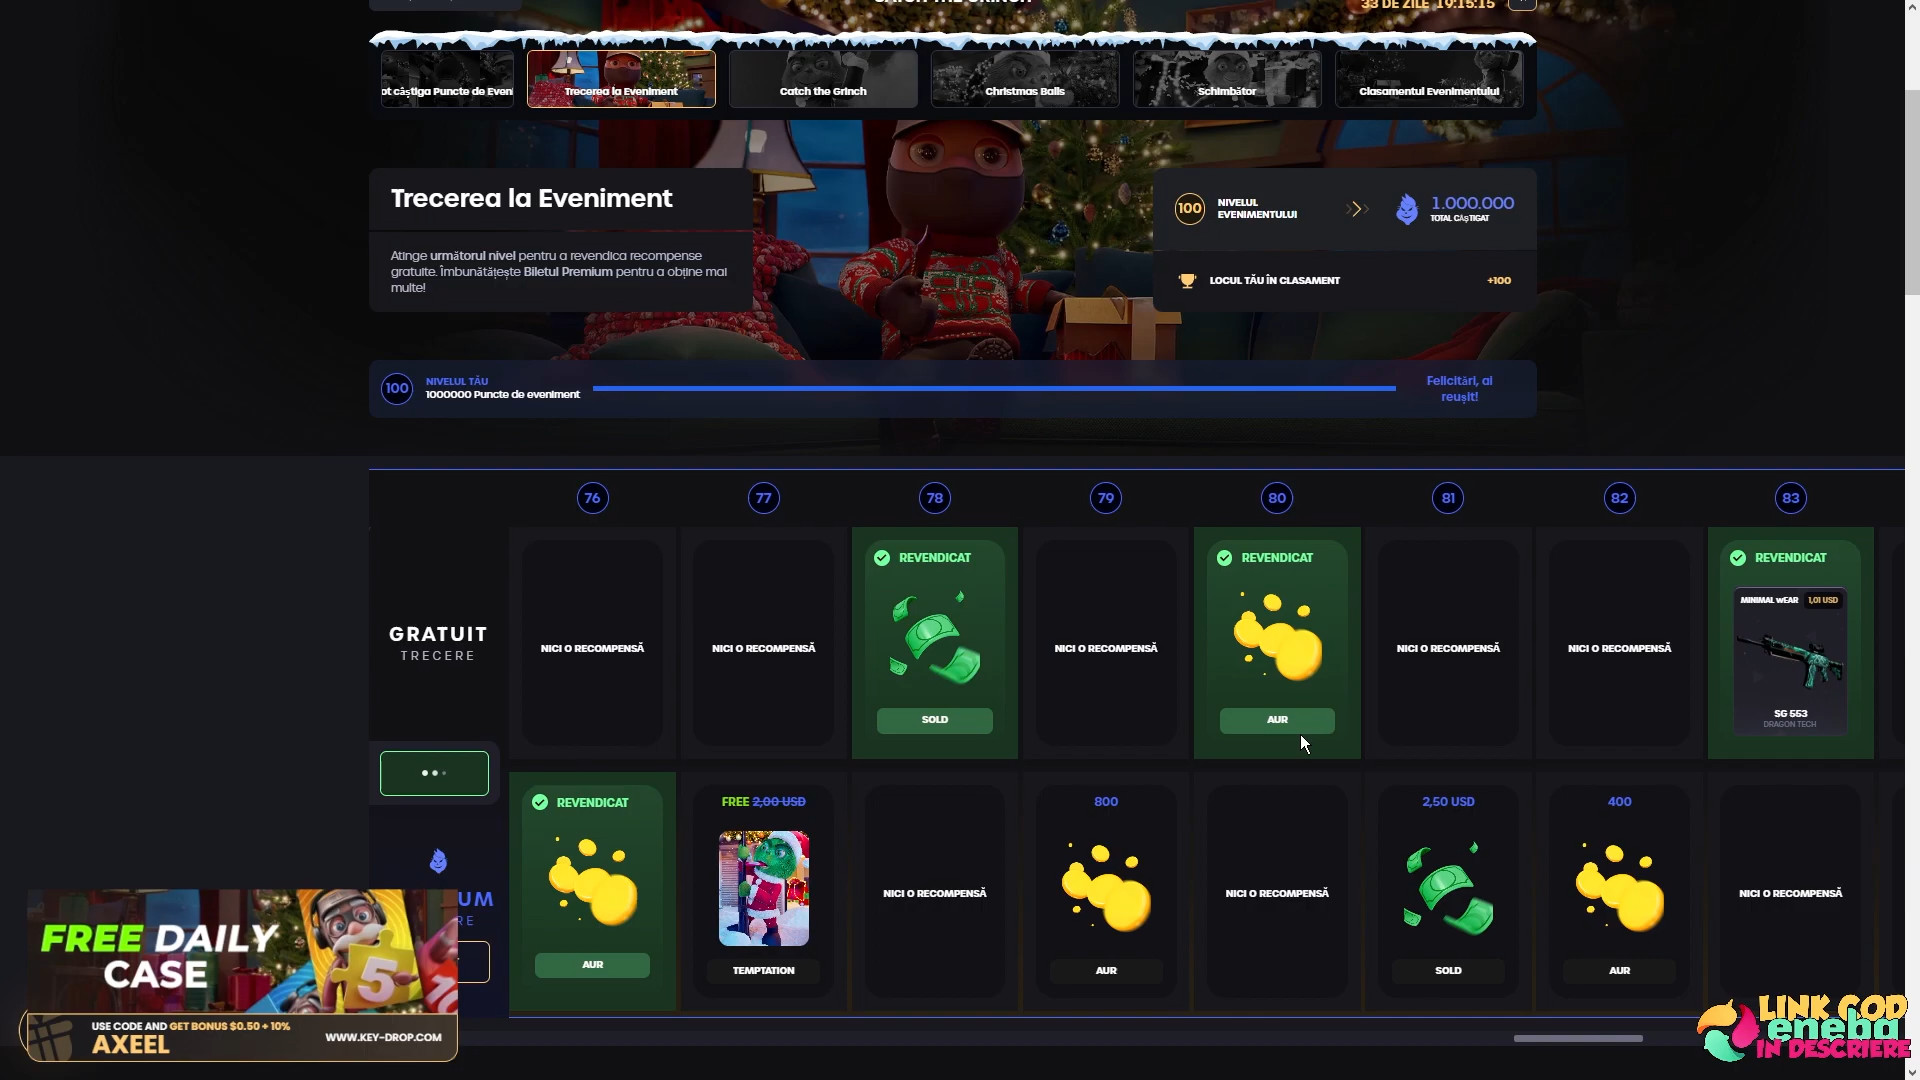 CATCH THE GRINCH
33 DE ZILE 19:15:15
ot câștiga Puncte de Even
Trecerea la Eveniment
Catch the Grinch
Christmas Balls
Schimbător
Clasamentul Evenimentului
Trecerea la Eveniment
Atinge următorul nivel pentru a revendica recompense
gratuite. Îmbunătățește Biletul Premium pentru a obține mai
multe!
100
NIVELUL
EVENIMENTULUI
1.000.000
TOTAL CÂȘTIGAT
LOCUL TĂU ÎN CLASAMENT
+100
100
NIVELUL TĂU
1000000 Puncte de eveniment
Felicitări, ai
reușit!
76
77
78
79
80
81
82
83
GRATUIT
TRECERE
NICI O RECOMPENSĂ
NICI O RECOMPENSĂ
REVENDICAT
SOLD
NICI O RECOMPENSĂ
REVENDICAT
AUR
NICI O RECOMPENSĂ
NICI O RECOMPENSĂ
REVENDICAT
MINIMAL WEAR
1,01 USD
SG 553
DRAGON TECH
UM
RE
REVENDICAT
AUR
FREE 2,00 USD
TEMPTATION
NICI O RECOMPENSĂ
800
AUR
NICI O RECOMPENSĂ
2,50 USD
SOLD
400
AUR
NICI O RECOMPENSĂ
FREE DAILY
CASE
5
USE CODE AND GET BONUS $0.50 + 10%
AXEEL
WWW.KEY-DROP.COM
LINK COD
eneba
IN DESCRIERE